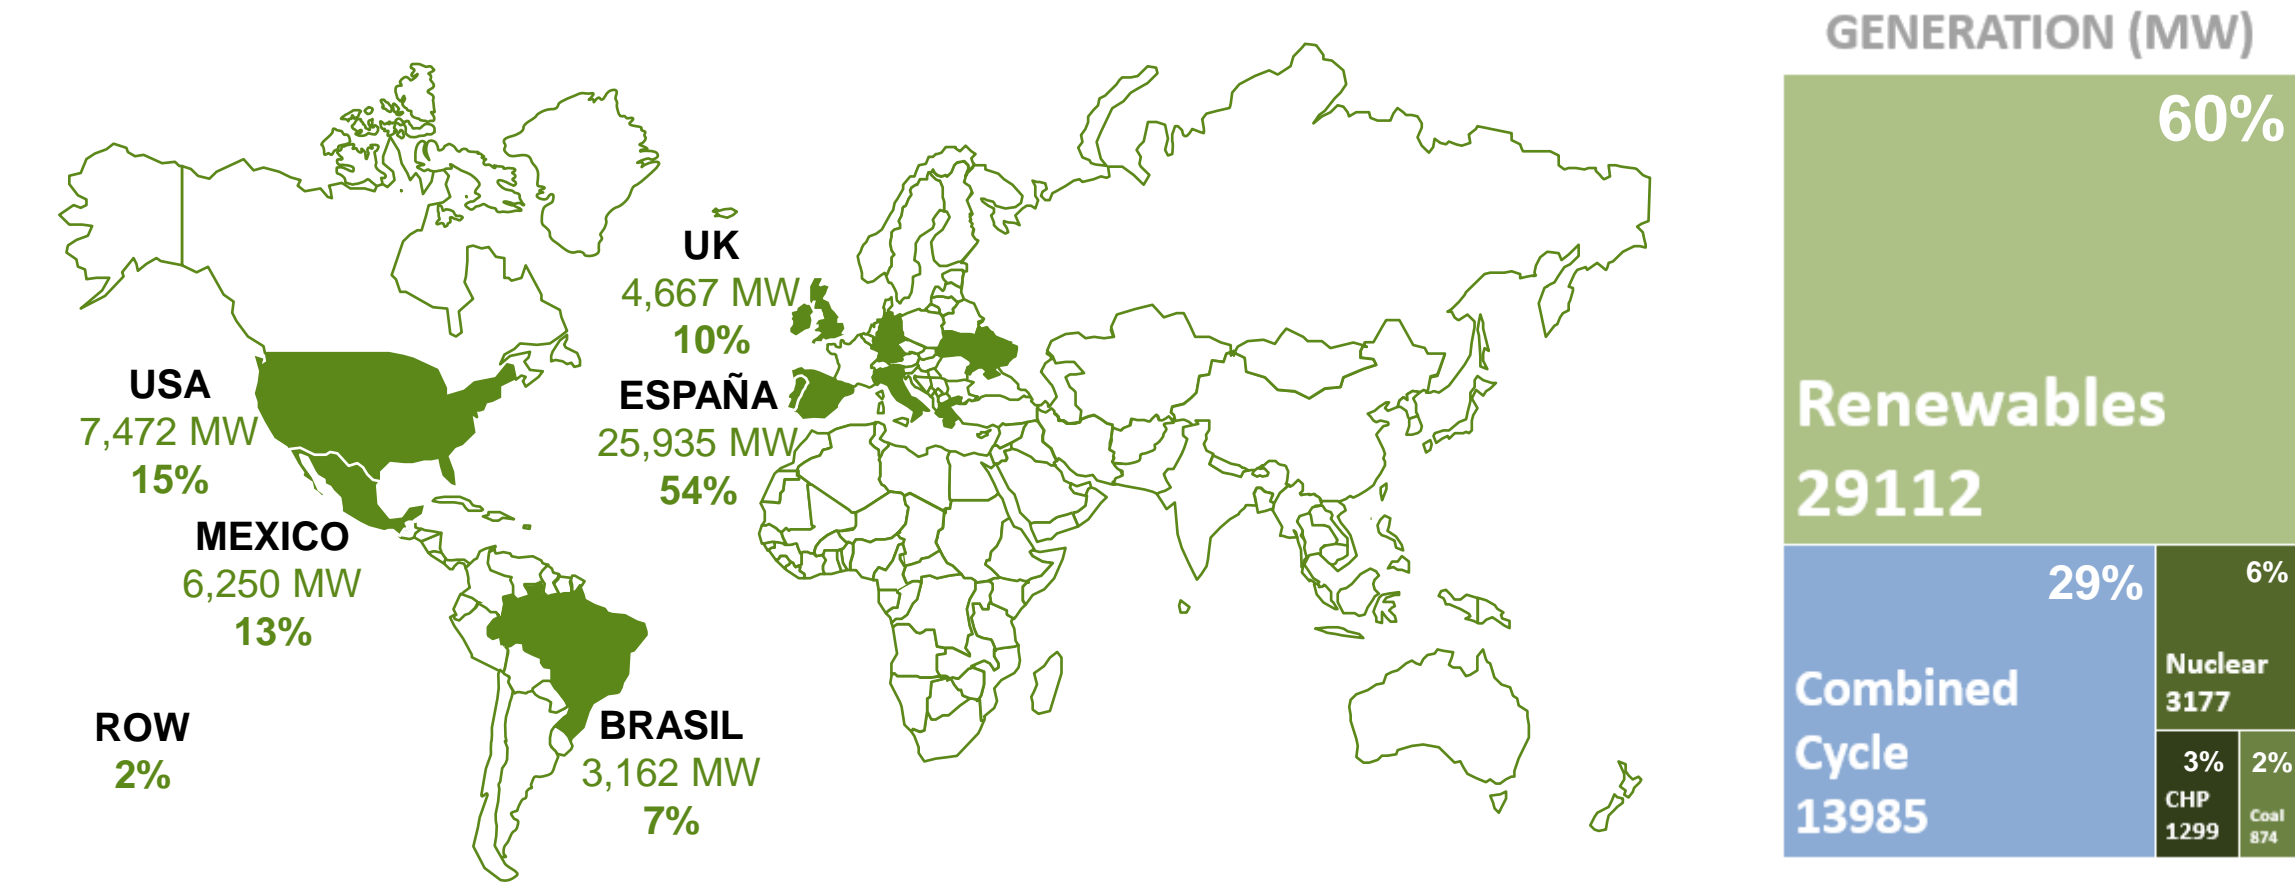 GENERATION (MW)
UK
4,667 MW
10%
USA
7,472 MW
15%
ESPAÑA
25,935 MW
54%
MEXICO
6,250 MW
13%
ROW
2%
BRASIL
3,162 MW
7%
60%
Renewables
29112
29%
Combined
Cycle
13985
6%
Nuclear
3177
3%
CHP
1299
2%
Coal
874